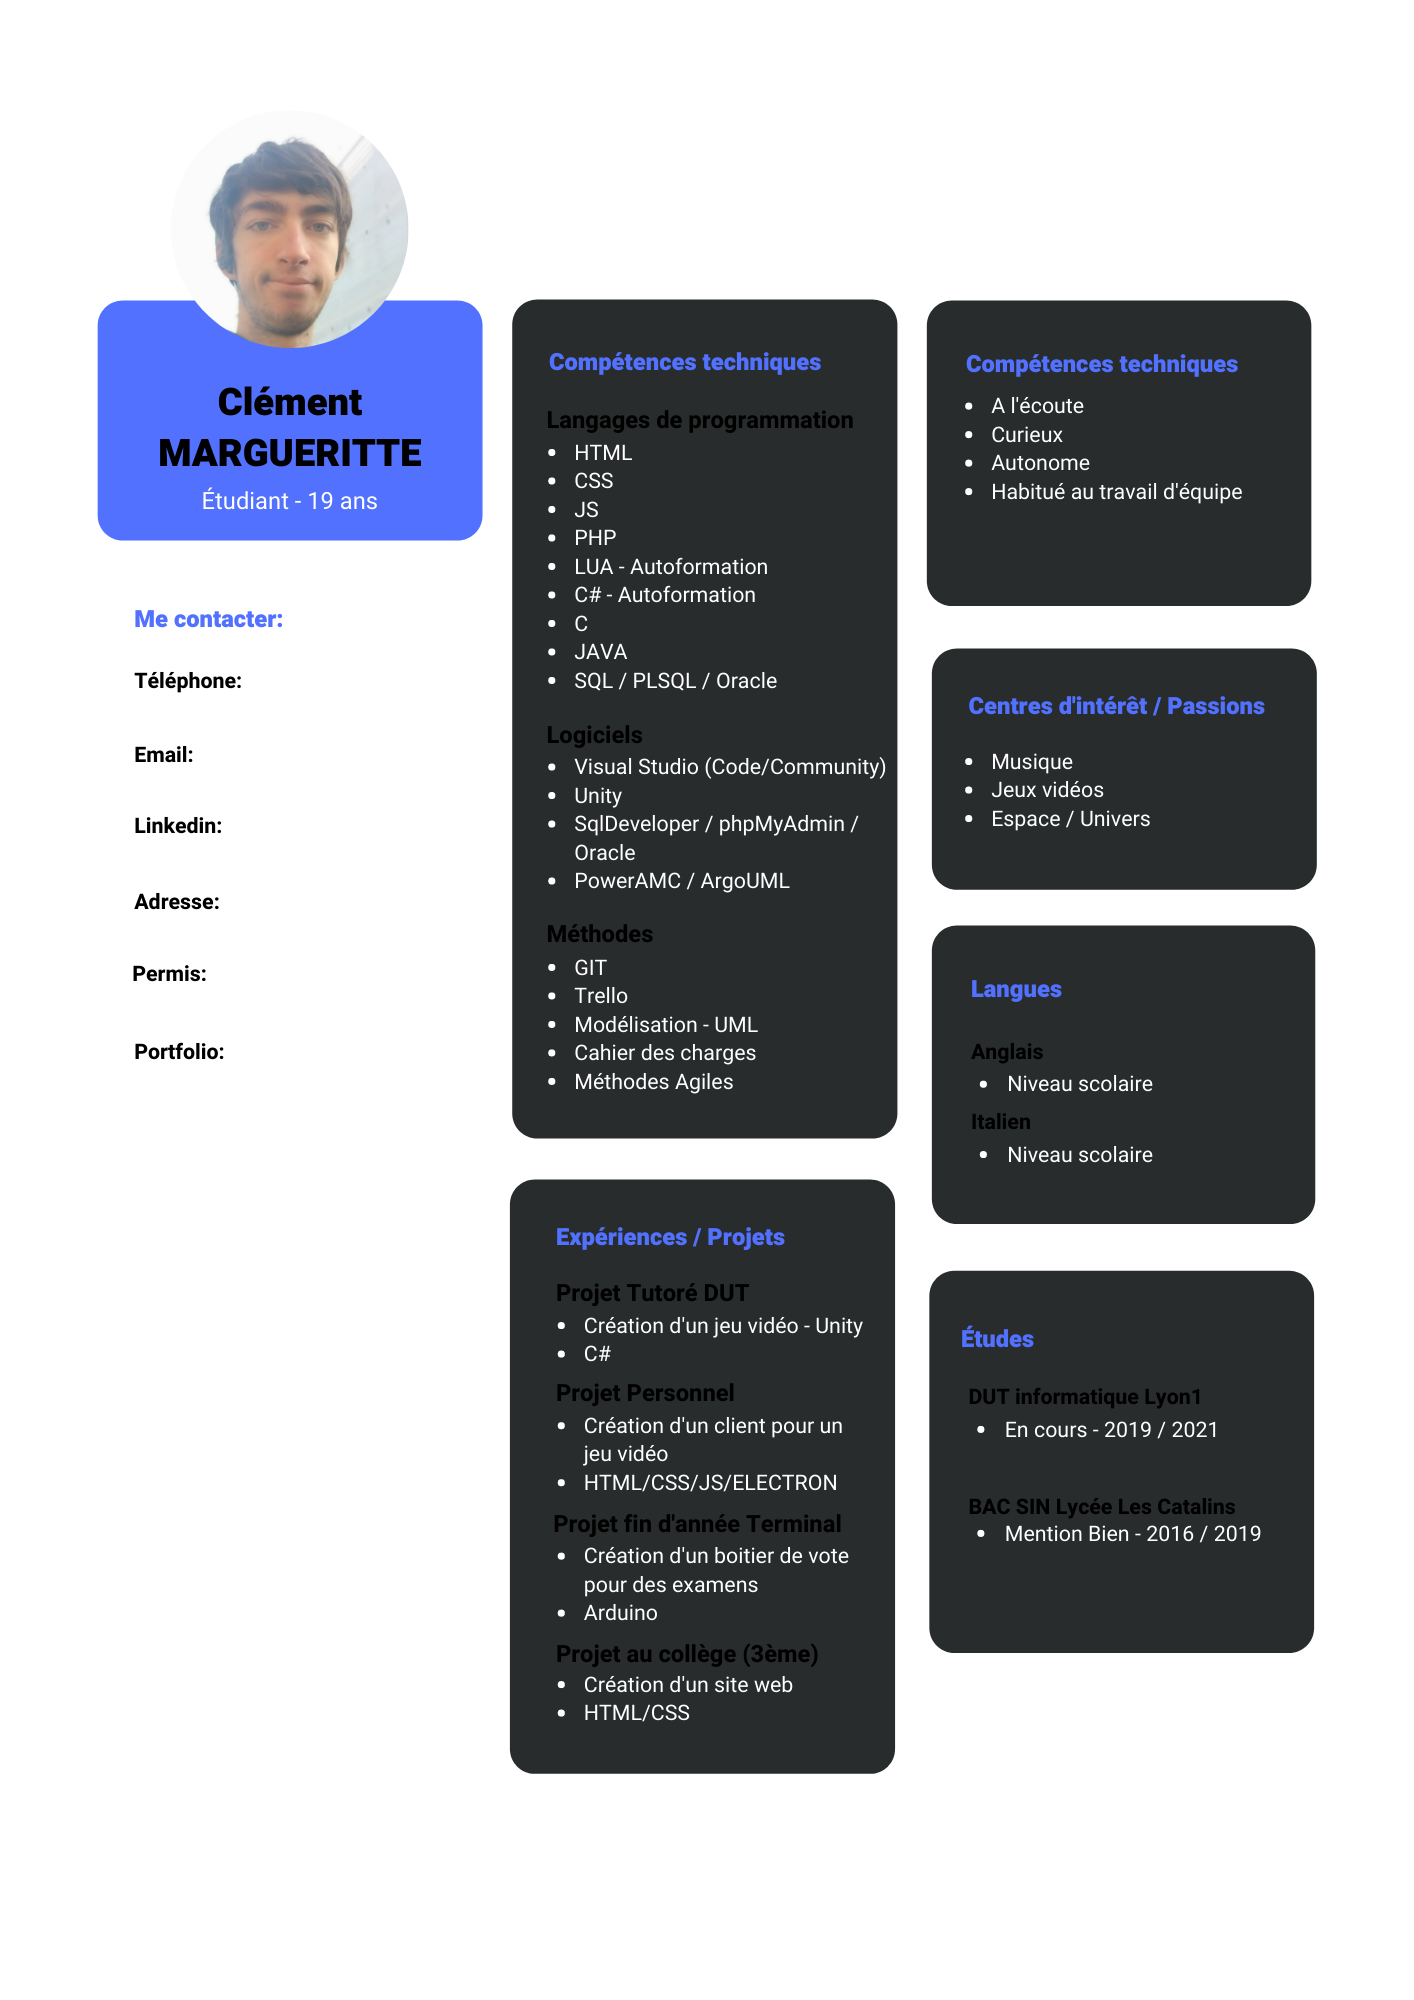 Clément
MARGUERITTE
Étudiant - 19 ans
Me contacter:
Téléphone:
Email:
Linkedin:
Adresse:
Permis:
Portfolio:
Compétences techniques
Langages de programmation
HTML
CSS
JS
PHP
LUA - Autoformation
C# - Autoformation
C
JAVA
SQL / PLSQL / Oracle
Logiciels
Visual Studio (Code/Community)
Unity
SqlDeveloper / phpMyAdmin /
Oracle
PowerAMC / ArgoUML
Méthodes
GIT
Trello
Modélisation - UML
Cahier des charges
Méthodes Agiles
Expériences / Projets
Projet Tutoré DUT
Création d'un jeu vidéo - Unity
C#
Projet Personnel
Création d'un client pour un
jeu vidéo
HTML/CSS/JS/ELECTRON
Projet fin d'année Terminal
Création d'un boitier de vote
pour des examens
Arduino
Projet au collège (3ème)
Création d'un site web
HTML/CSS
Compétences techniques
A l'écoute
Curieux
Autonome
Habitué au travail d'équipe
Centres d'intérêt / Passions
Musique
Jeux vidéos
Espace / Univers
Langues
Anglais
Niveau scolaire
Italien
Niveau scolaire
Études
DUT informatique Lyon1
En cours - 2019 / 2021
BAC SIN Lycée Les Catalins
Mention Bien - 2016 / 2019